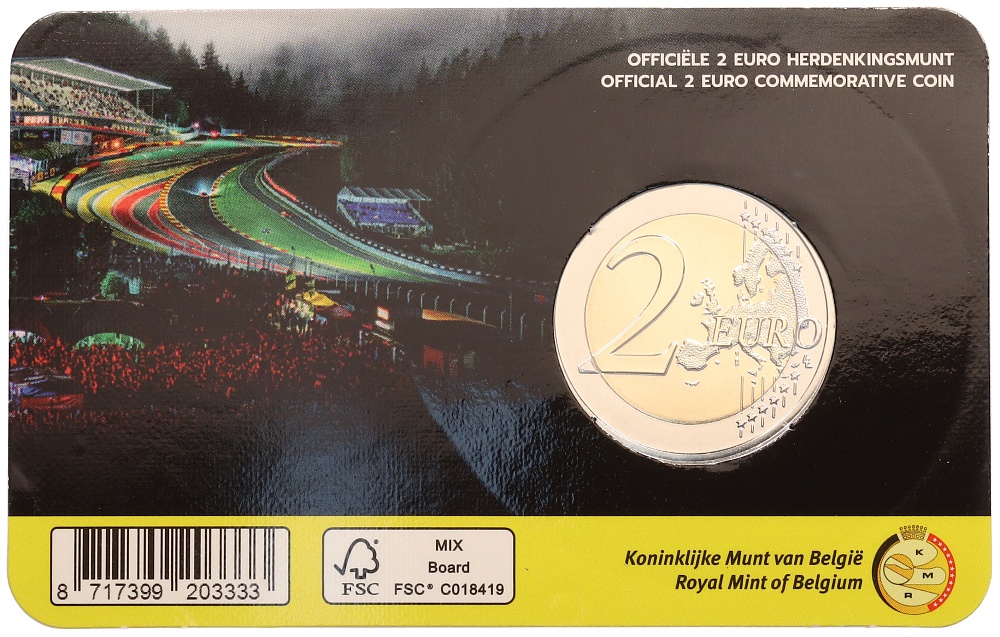 OFFICIËLE 2 EURO HERDENKINGSMUNT
OFFICIAL 2 EURO COMMEMORATIVE COIN
2 EURO
LL
8 717399 203333
FSC
MIX
Board
FSC® C018419
Koninklijke Munt van België
Royal Mint of Belgium
K
M
R